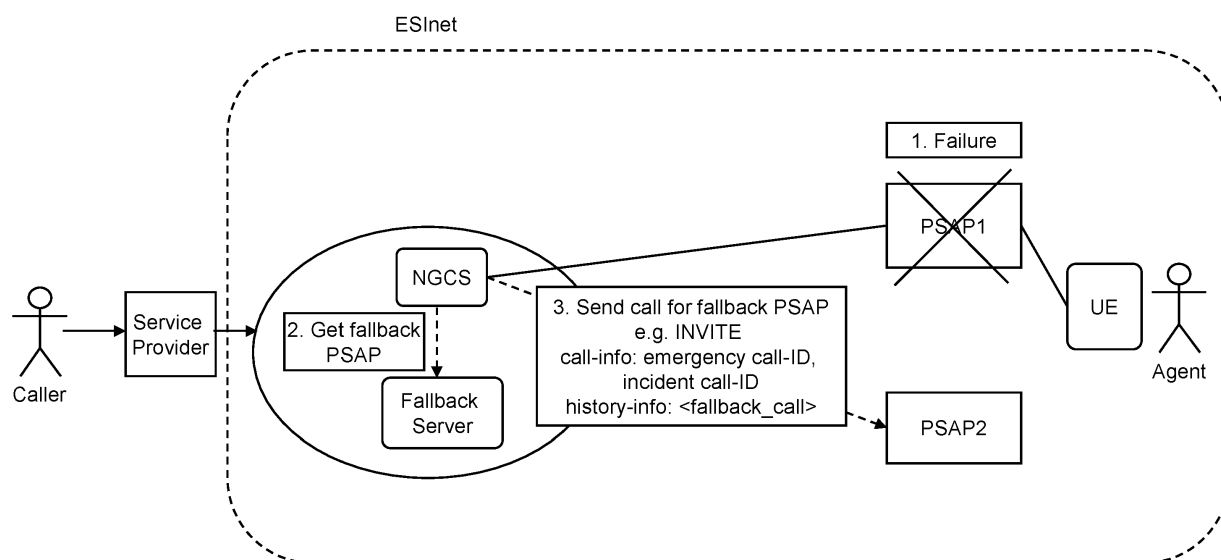 ESInet
1. Failure
PSAP1
NGCS
UE
2. Get fallback
PSAP
3. Send call for fallback PSAP
e.g. INVITE
call-info: emergency call-ID,
incident call-ID
history-info: <fallback_call>
Service
Provider
Caller
Agent
Fallback
Server
PSAP2